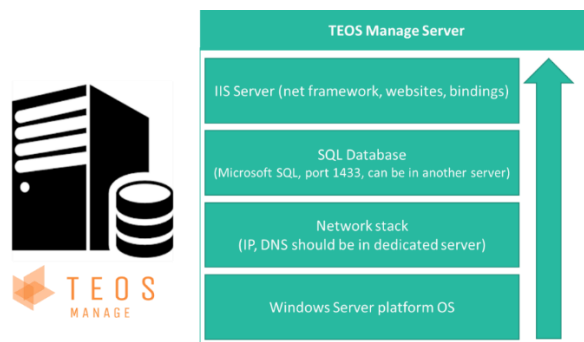 TEOS Manage Server
IIS Server (net framework, websites, bindings)
SQL Database
(Microsoft SQL, port 1433, can be in another server)
Network stack
(IP, DNS should be in dedicated server)
Windows Server platform OS
TEOS
MANAGE